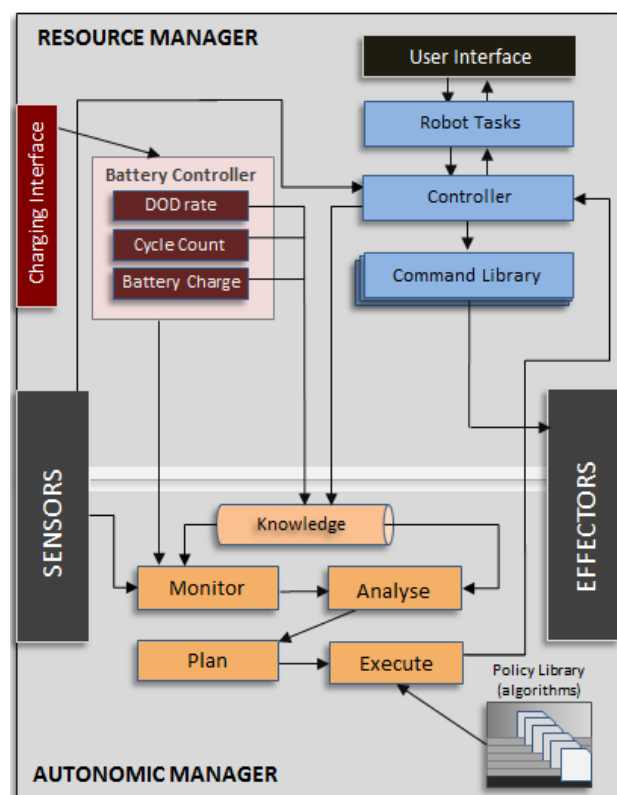 RESOURCE MANAGER
User Interface
Robot Tasks
Charging Interface
Battery Controller
DOD rate
Cycle Count
Battery Charge
Controller
Command Library
SENSORS
EFFECTORS
Knowledge
Monitor
Analyse
Plan
Execute
Policy Library
(algorithms)
AUTONOMIC MANAGER